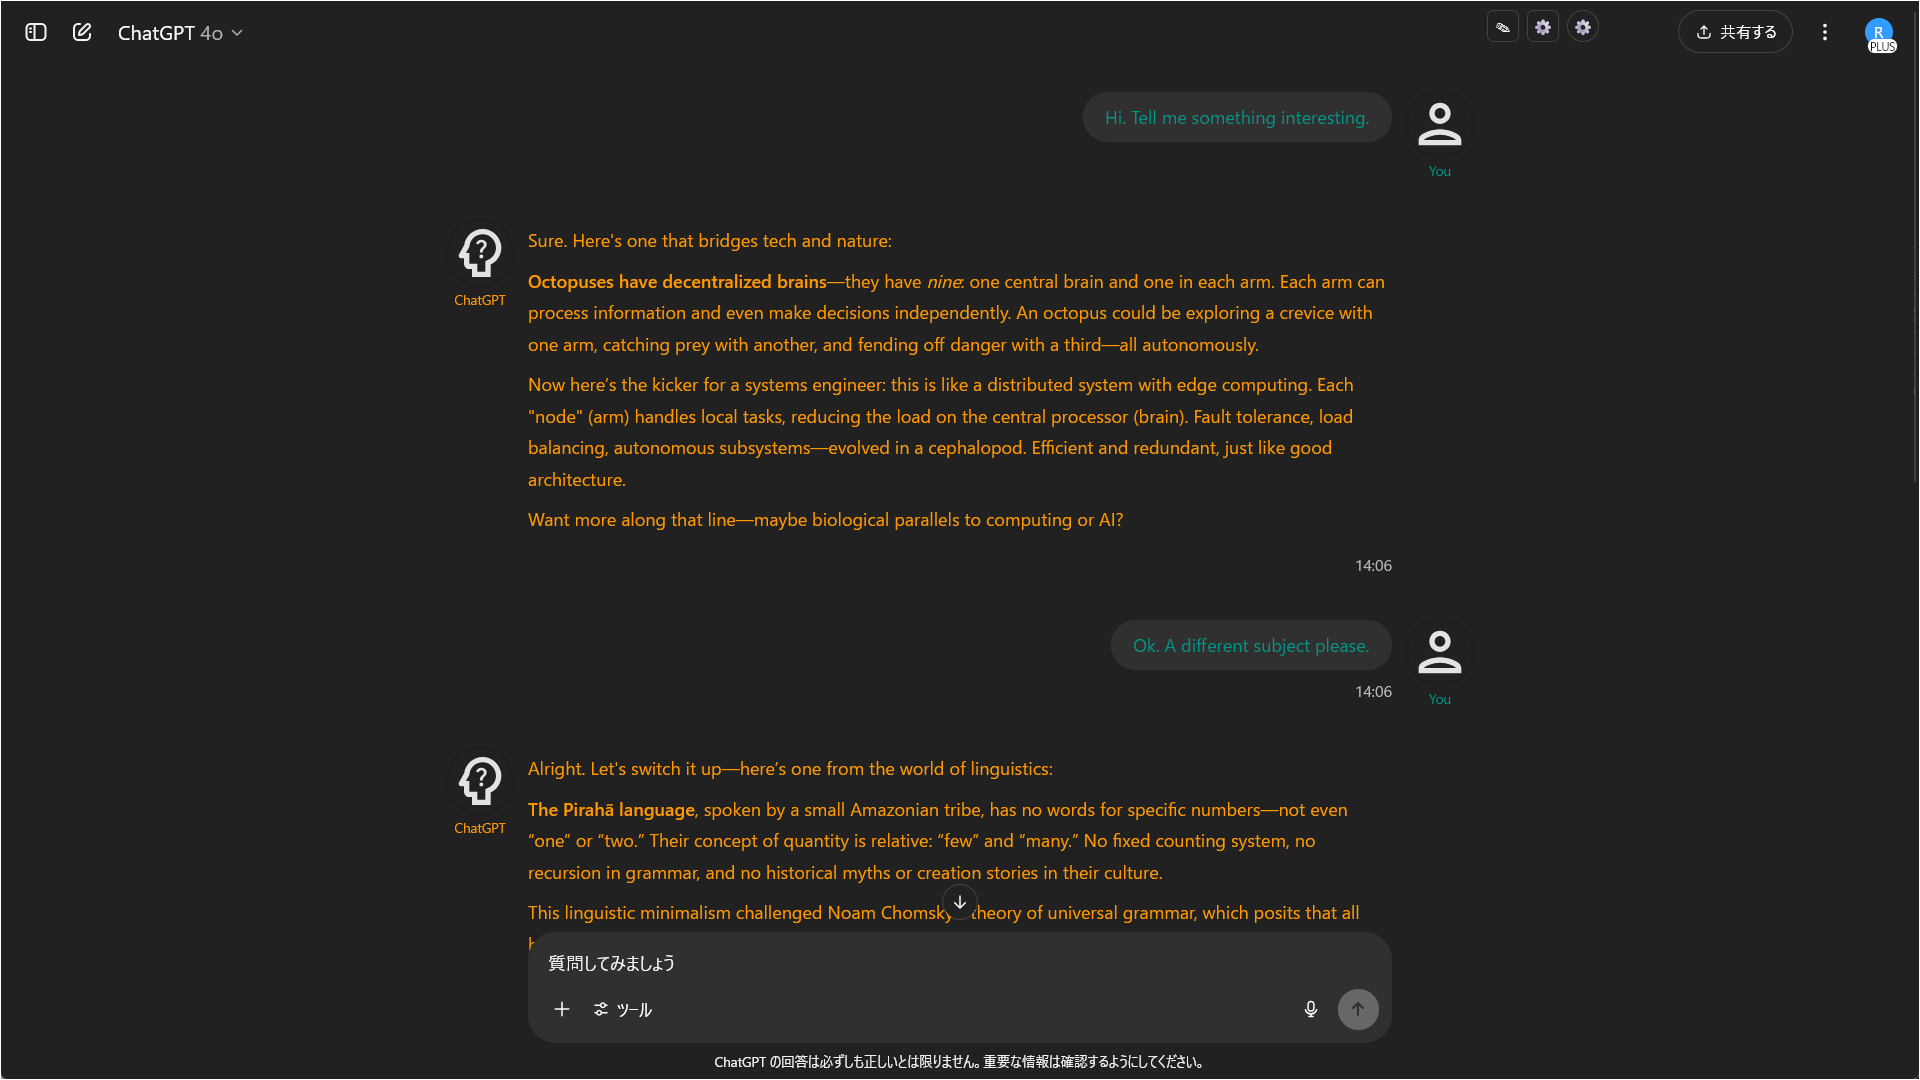 ChatGPT 4o
共有する
R
PLUS
Hi. Tell me something interesting.
You
Sure. Here's one that bridges tech and nature:
ChatGPT
Octopuses have decentralized brains—they have nine: one central brain and one in each arm. Each arm can
process information and even make decisions independently. An octopus could be exploring a crevice with
one arm, catching prey with another, and fending off danger with a third—all autonomously.
Now here’s the kicker for a systems engineer: this is like a distributed system with edge computing. Each
"node" (arm) handles local tasks, reducing the load on the central processor (brain). Fault tolerance, load
balancing, autonomous subsystems—evolved in a cephalopod. Efficient and redundant, just like good
architecture.
Want more along that line—maybe biological parallels to computing or AI?
14:06
Ok. A different subject please.
14:06
You
Alright. Let's switch it up—here’s one from the world of linguistics:
ChatGPT
The Pirahã language, spoken by a small Amazonian tribe, has no words for specific numbers—not even
“one” or “two.” Their concept of quantity is relative: “few” and “many.” No fixed counting system, no
recursion in grammar, and no historical myths or creation stories in their culture.
This linguistic minimalism challenged Noam Chomsky theory of universal grammar, which posits that all
質問してみましょう
ツール
ChatGPT の回答は必ずしも正しいとは限りません。重要な情報は確認するようにしてください。